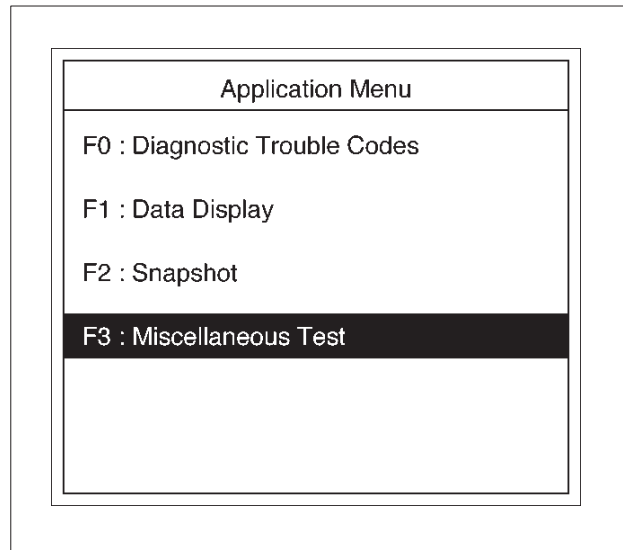 Application Menu
F0 : Diagnostic Trouble Codes
F1 : Data Display
F2 : Snapshot
F3 : Miscellaneous Test